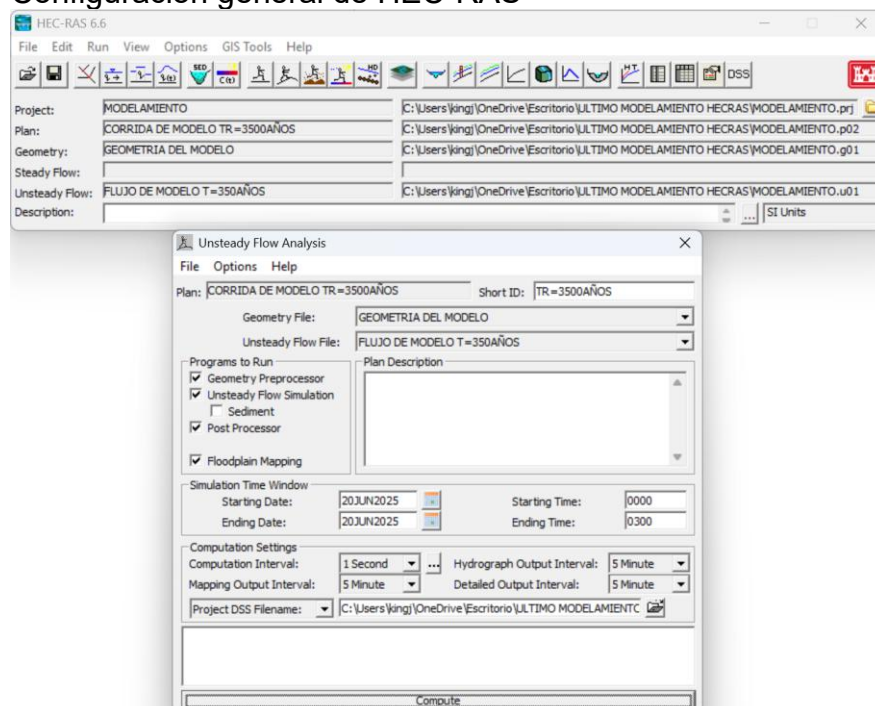 Configuración general de HEC-RAS
HEC-RAS 6.6
File Edit Run View Options GIS Tools Help
DSS
Project: MODELAMIENTO C:\Users\kingj\OneDrive\Escritorio\ULTIMO MODELAMIENTO HECRAS\MODELAMIENTO.prj
Plan: CORRIDA DE MODELO TR=3500AÑOS C:\Users\kingj\OneDrive\Escritorio\ULTIMO MODELAMIENTO HECRAS\MODELAMIENTO.p02
Geometry: GEOMETRIA DEL MODELO C:\Users\kingj\OneDrive\Escritorio\ULTIMO MODELAMIENTO HECRAS\MODELAMIENTO.g01
Steady Flow:
Unsteady Flow: FLUJO DE MODELO T=350AÑOS C:\Users\kingj\OneDrive\Escritorio\ULTIMO MODELAMIENTO HECRAS\MODELAMIENTO.u01
Description: ... SI Units
Unsteady Flow Analysis
File Options Help
Plan: CORRIDA DE MODELO TR=3500AÑOS Short ID: TR=3500AÑOS
Geometry File: GEOMETRIA DEL MODELO
Unsteady Flow File: FLUJO DE MODELO T=350AÑOS
Programs to Run Plan Description
Geometry Preprocessor
Unsteady Flow Simulation
Sediment
Post Processor
Floodplain Mapping
Simulation Time Window
Starting Date: 20JUN2025 Starting Time: 0000
Ending Date: 20JUN2025 Ending Time: 0300
Computation Settings
Computation Interval: 1 Second ... Hydrograph Output Interval: 5 Minute
Mapping Output Interval: 5 Minute Detailed Output Interval: 5 Minute
Project DSS Filename: C:\Users\kingj\OneDrive\Escritorio\ULTIMO MODELAMIENTC
Compute